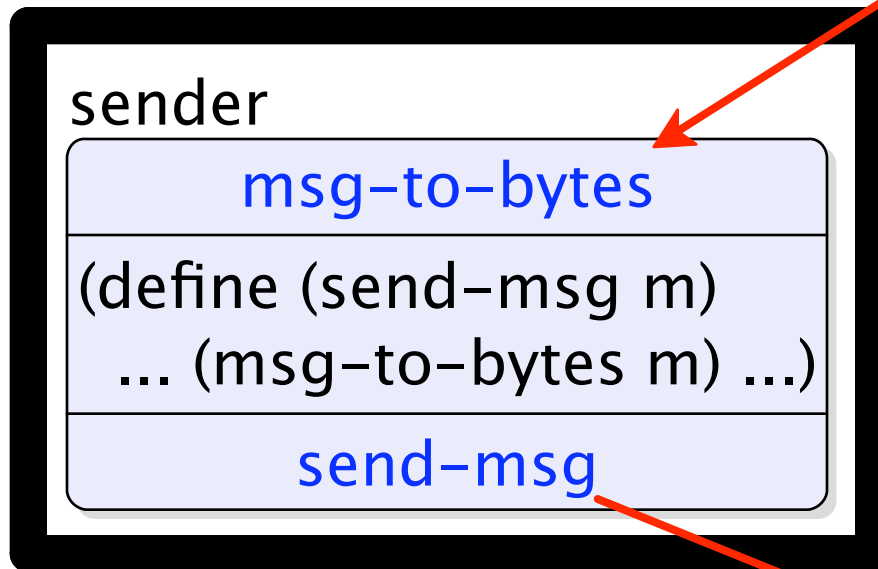 sender
msg-to-bytes
(define (send-msg m)
... (msg-to-bytes m) ...)
send-msg